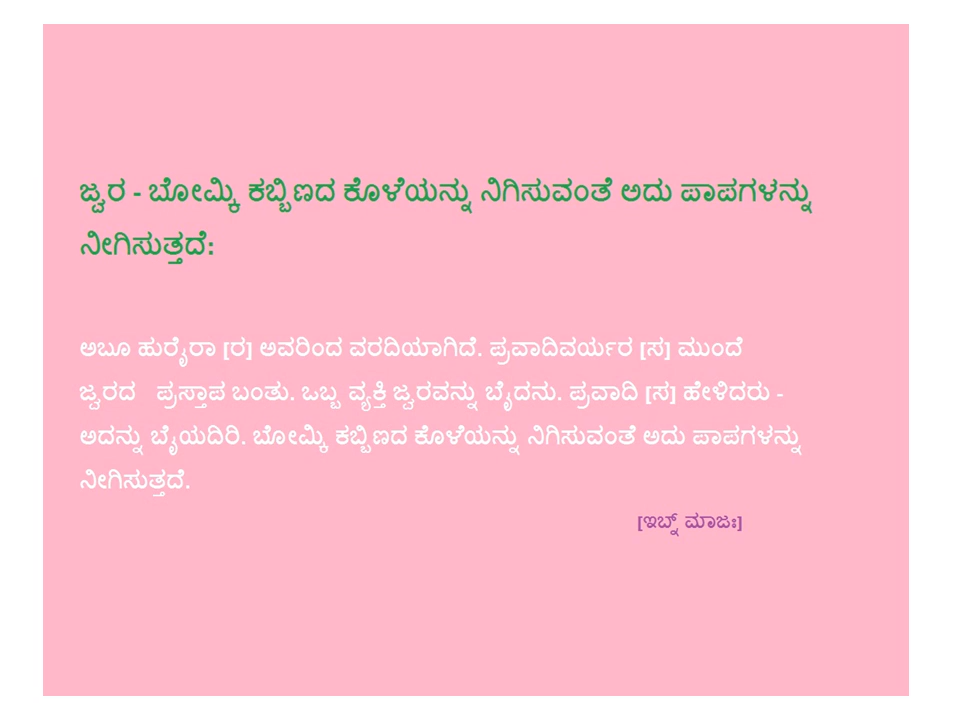 ಜ್ವರ - ಬೋಮ್ಕಿ ಕಬ್ಬಿಣದ ಕೊಳೆಯನ್ನು ನಿಗಿಸುವಂತೆ ಅದು ಪಾಪಗಳನ್ನು
ನೀಗಿಸುತ್ತದೆ:
ಅಬೂ ಹುರೈರಾ [ರ] ಅವರಿಂದ ವರದಿಯಾಗಿದೆ. ಪ್ರವಾದಿವರ್ಯರ [ಸ] ಮುಂದೆ
ಜ್ವರದ ಪ್ರಸ್ತಾಪ ಬಂತು. ಒಬ್ಬ ವ್ಯಕ್ತಿ ಜ್ವರವನ್ನು ಬೈದನು. ಪ್ರವಾದಿ [ಸ] ಹೇಳಿದರು -
ಅದನ್ನು ಬೈಯದಿರಿ. ಬೋಮ್ಕಿ ಕಬ್ಬಿಣದ ಕೊಳೆಯನ್ನು ನಿಗಿಸುವಂತೆ ಅದು ಪಾಪಗಳನ್ನು
ನೀಗಿಸುತ್ತದೆ.
[ಇಬ್ನ್ ಮಾಜಃ]